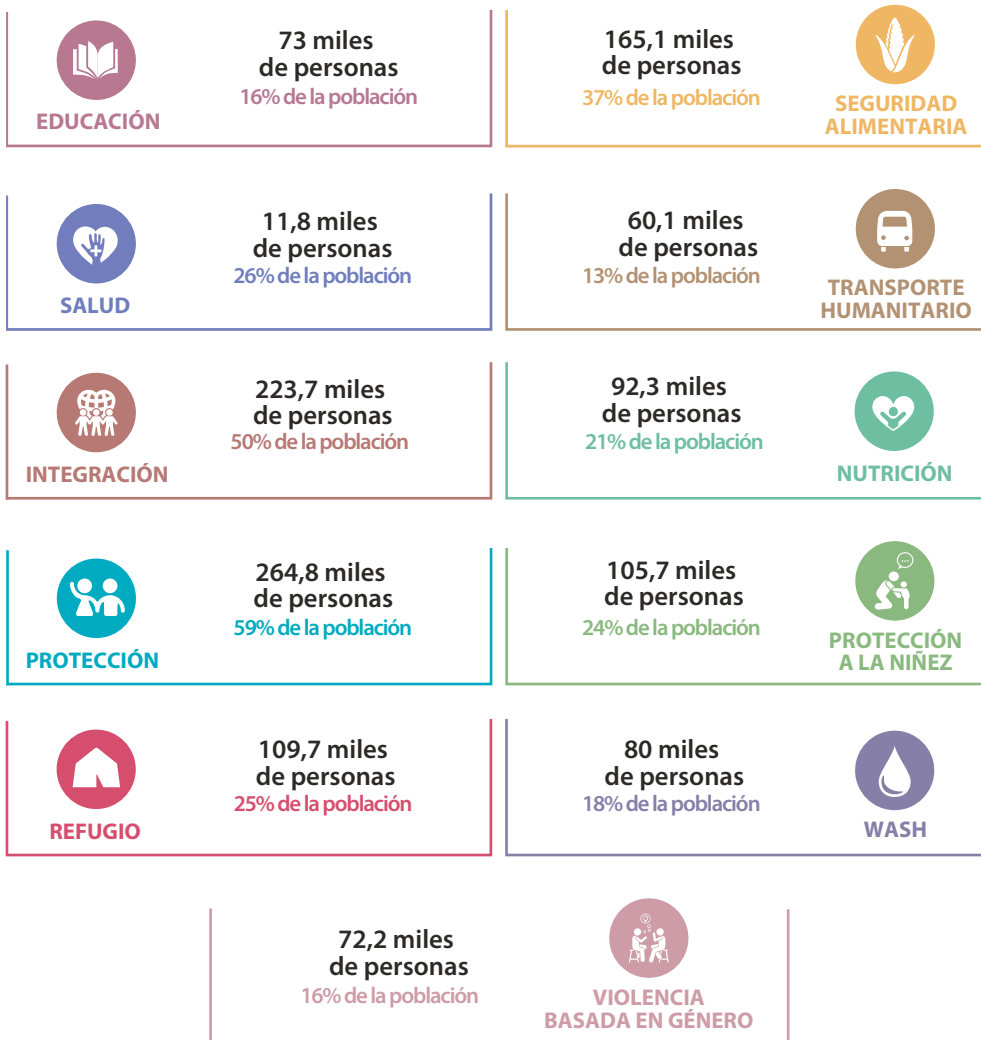 73 miles
de personas
16% de la población
EDUCACIÓN
165,1 miles
de personas
37% de la población
SEGURIDAD
ALIMENTARIA
11,8 miles
de personas
26% de la población
SALUD
60,1 miles
de personas
13% de la población
TRANSPORTE
HUMANITARIO
223,7 miles
de personas
50% de la población
INTEGRACIÓN
92,3 miles
de personas
21% de la población
NUTRICIÓN
264,8 miles
de personas
59% de la población
PROTECCIÓN
105,7 miles
de personas
24% de la población
PROTECCIÓN
A LA NIÑEZ
109,7 miles
de personas
25% de la población
REFUGIO
80 miles
de personas
18% de la población
WASH
72,2 miles
de personas
16% de la población
VIOLENCIA
BASADA EN GÉNERO